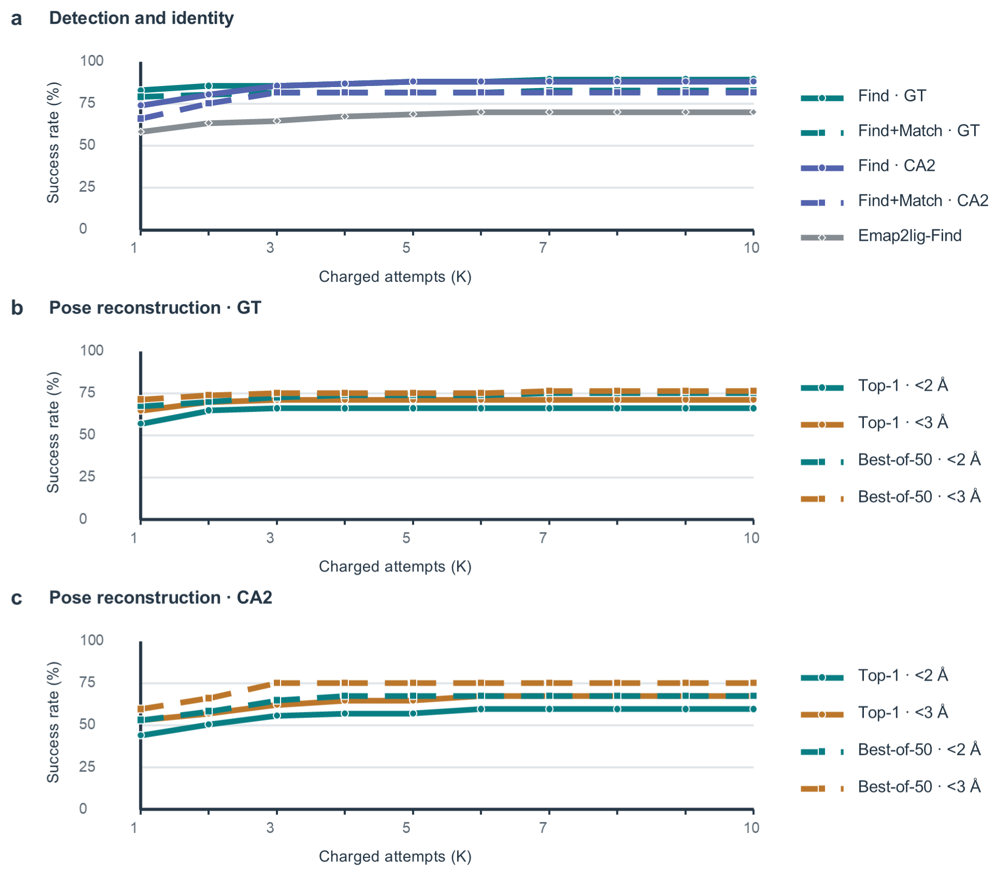 a Detection and identity
100
75
50
25
0
Success rate (%)
1 3 5 7 10
Charged attempts (K)
Find · GT
Find+Match · GT
Find · CA2
Find+Match · CA2
Emap2lig-Find
b Pose reconstruction · GT
100
75
50
25
0
Success rate (%)
1 3 5 7 10
Charged attempts (K)
Top-1 · <2 Å
Top-1 · <3 Å
Best-of-50 · <2 Å
Best-of-50 · <3 Å
c Pose reconstruction · CA2
100
75
50
25
0
Success rate (%)
1 3 5 7 10
Charged attempts (K)
Top-1 · <2 Å
Top-1 · <3 Å
Best-of-50 · <2 Å
Best-of-50 · <3 Å